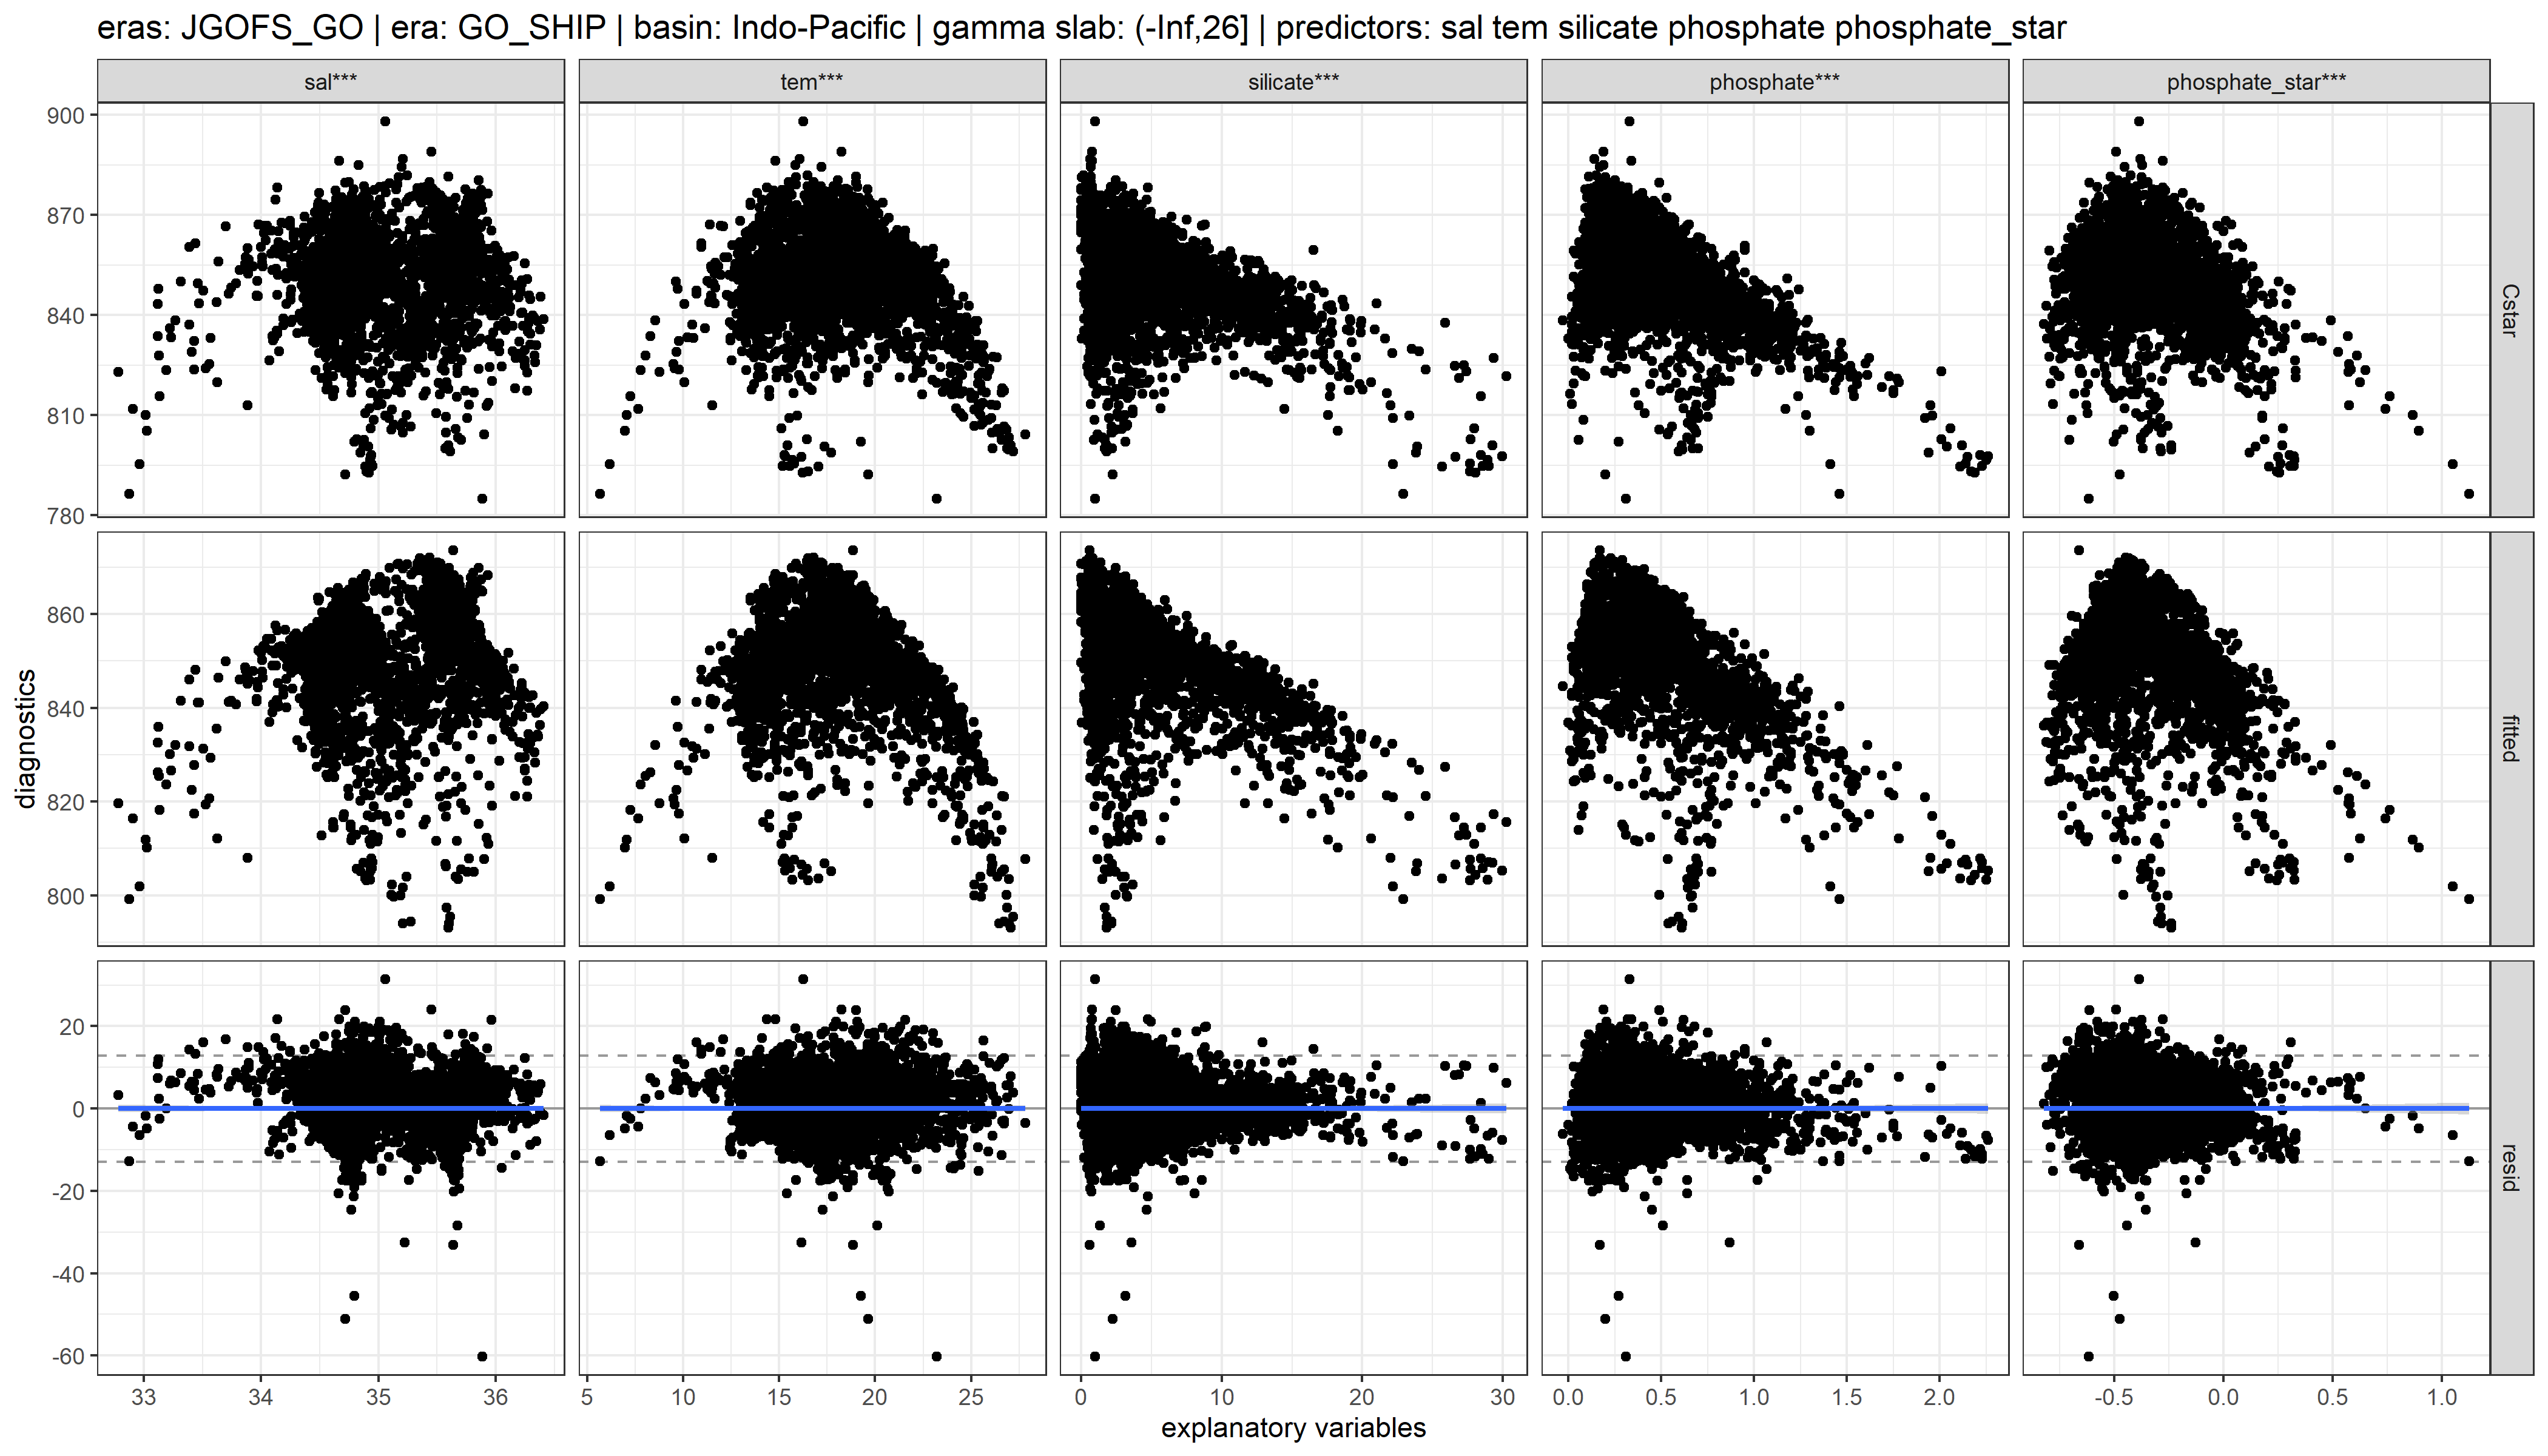 eras: JGOFS_GO | era: GO_SHIP | basin: Indo-Pacific | gamma slab: (-Inf,26] | predictors: sal tem silicate phosphate phosphate_star
sal*** tem*** silicate*** phosphate*** phosphate_star***
900
870
840
810
780
Cstar
860
840
820
800
fitted
diagnostics
20
0
-20
-40
-60
resid
33 34 35 36 5 10 15 20 25 0 10 20 30 0.0 0.5 1.0 1.5 2.0 -0.5 0.0 0.5 1.0
explanatory variables